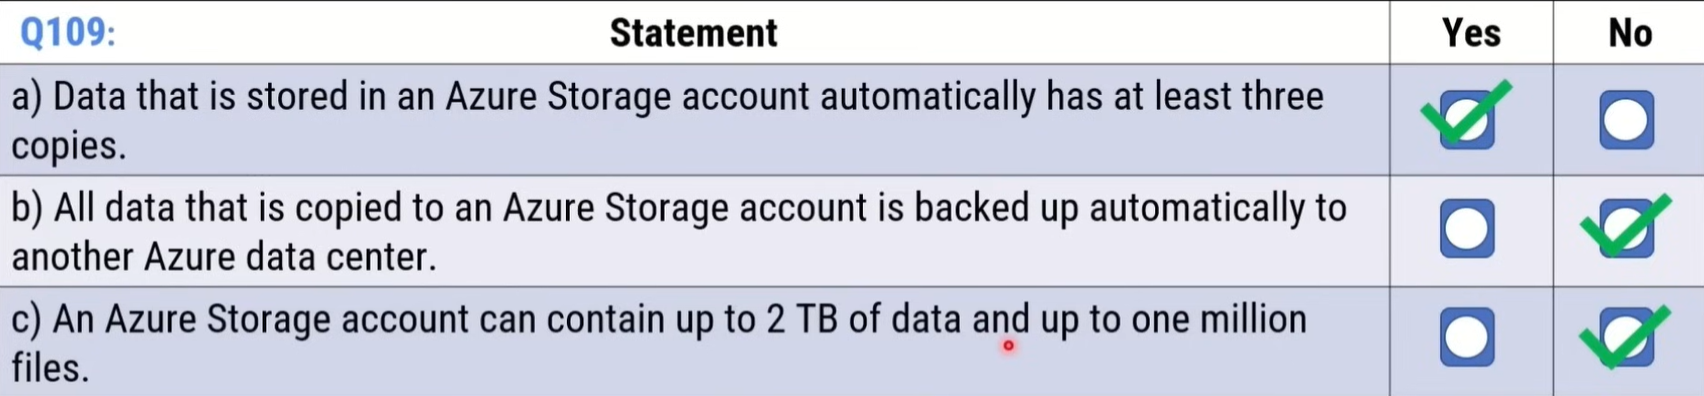 Q109: Statement Yes No
a) Data that is stored in an Azure Storage account automatically has at least three
copies.
b) All data that is copied to an Azure Storage account is backed up automatically to
another Azure data center.
c) An Azure Storage account can contain up to 2 TB of data and up to one million
files.